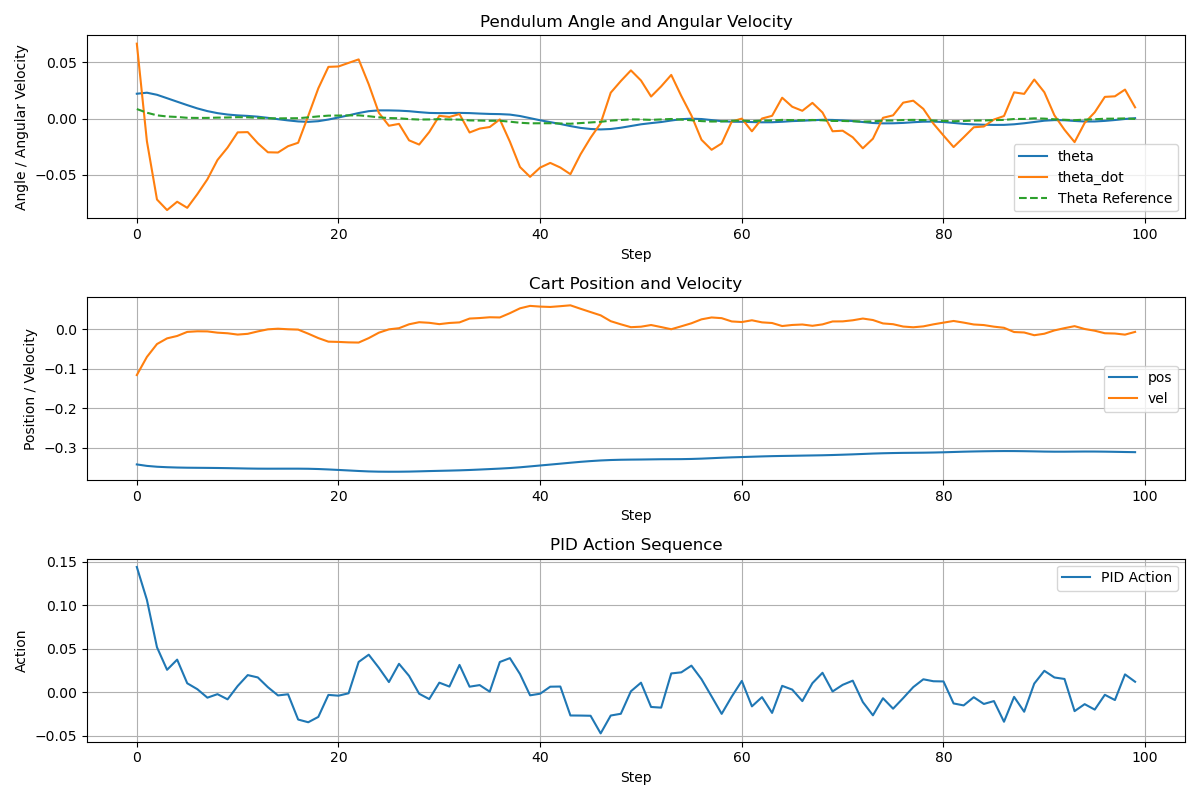 Pendulum Angle and Angular Velocity
Angle / Angular Velocity
0.05
0.00
−0.05
0 20 40 60 80 100
Step
theta
theta_dot
Theta Reference
Cart Position and Velocity
Position / Velocity
0.0
−0.1
−0.2
−0.3
0 20 40 60 80 100
Step
pos
vel
PID Action Sequence
Action
0.15
0.10
0.05
0.00
−0.05
0 20 40 60 80 100
Step
PID Action